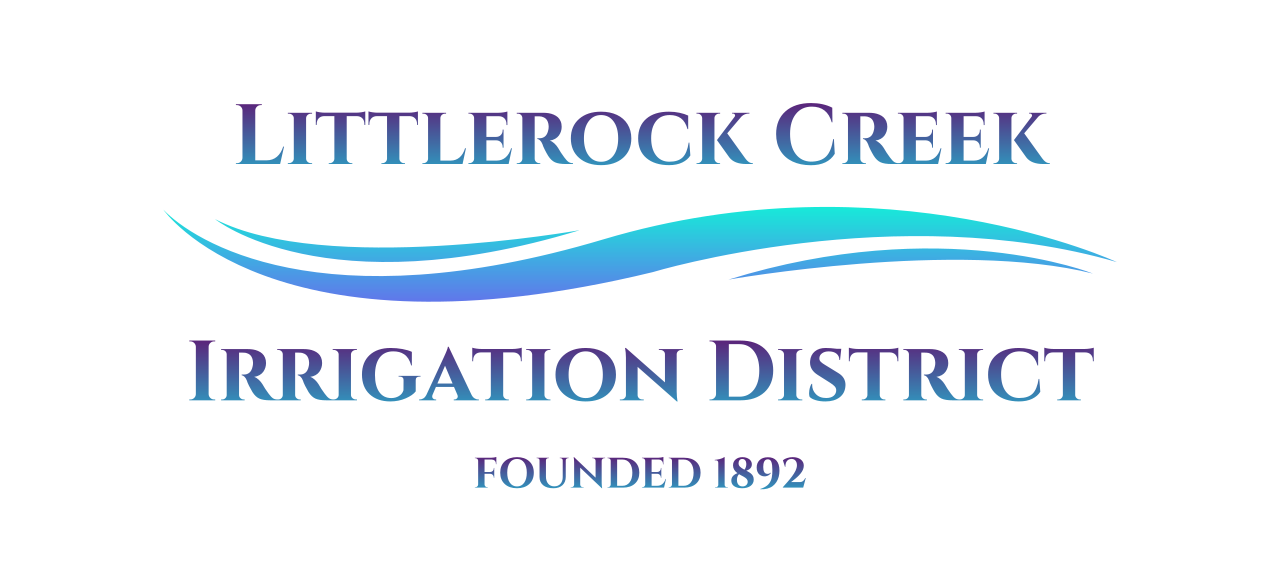 Littlerock Creek
Irrigation District
FOUNDED 1892